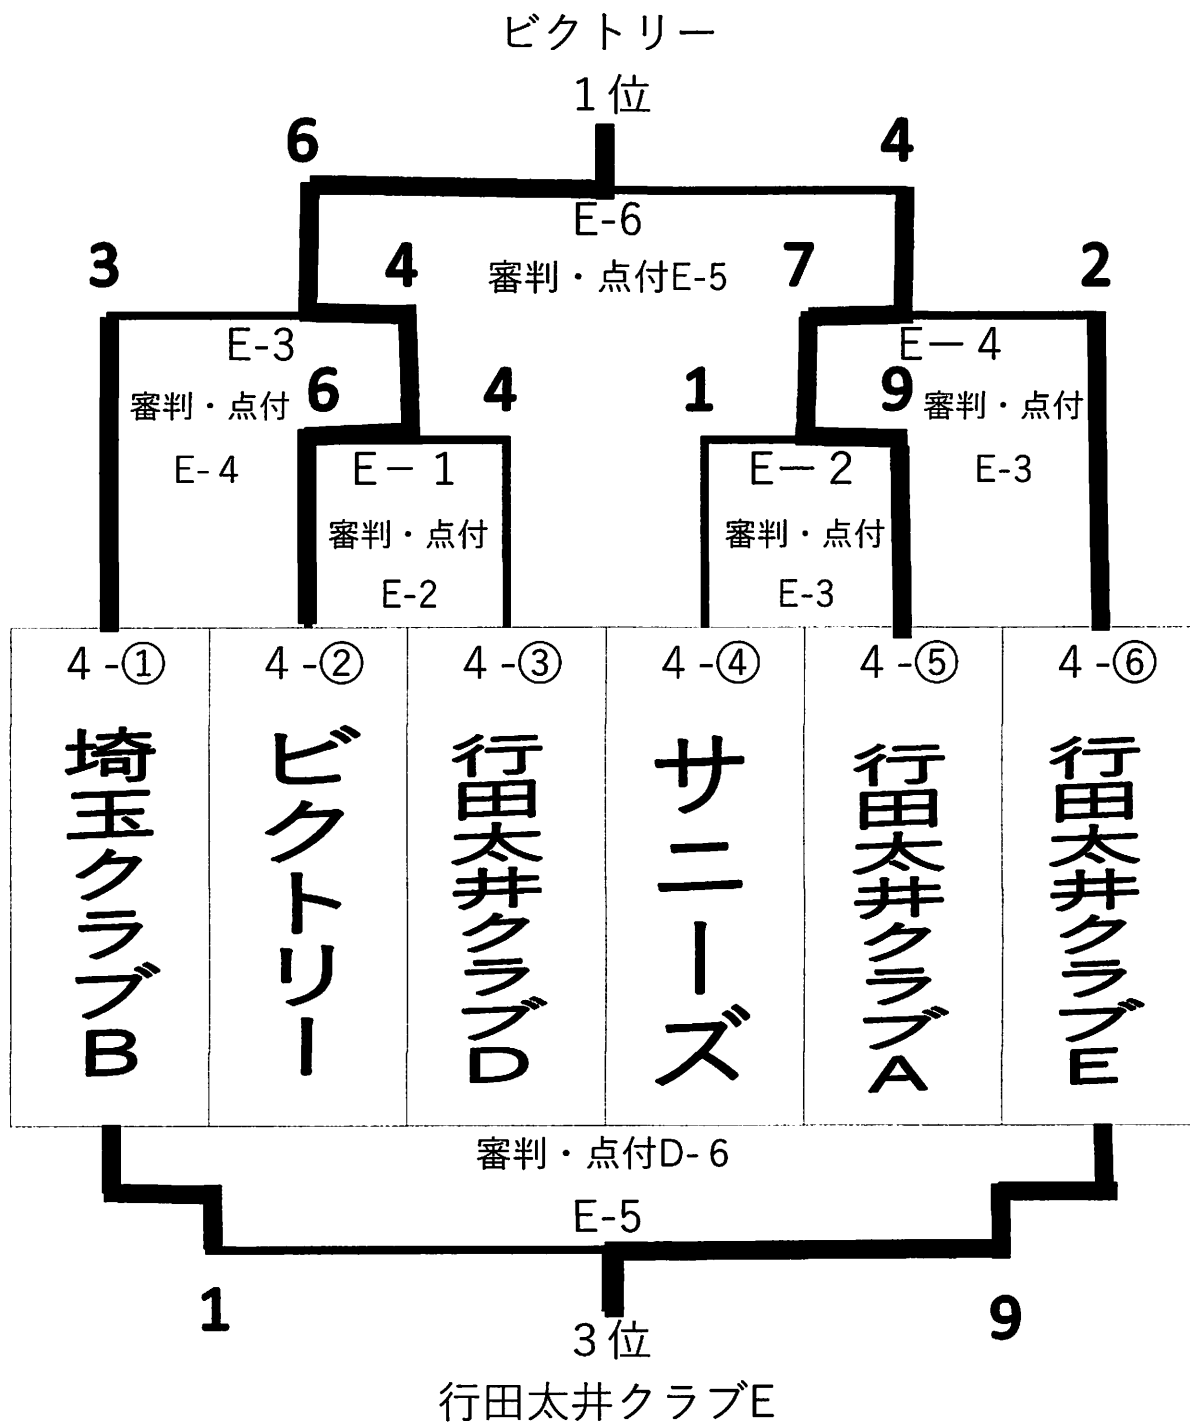 ビクトリー
1位
6 4
E-6
3 4 審判・点付E-5 7 2
E-3 E－4
審判・点付 6 4 1 9 審判・点付
E-4 E－1 E－2 E-3
審判・点付 審判・点付
E-2 E-3
4-① 4-② 4-③ 4-④ 4-⑤ 4-⑥
埼玉クラブB
ビクトリー
行田太井クラブD
サニーズ
行田太井クラブA
行田太井クラブE
審判・点付D-6
E-5
1 9
3位
行田太井クラブE